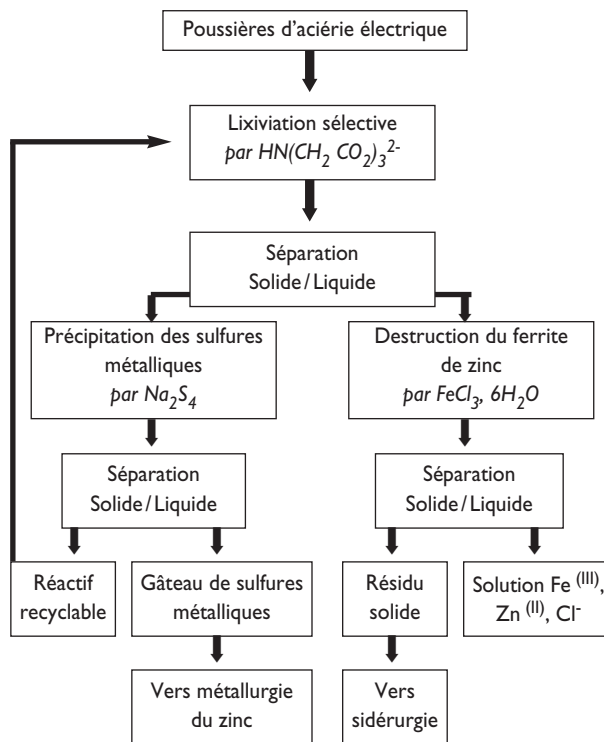 Poussières d'aciérie électrique
Lixiviation sélective
par HN(CH₂ CO₂)₃²⁻
Séparation
Solide/Liquide
Précipitation des sulfures
métalliques
par Na₂S₄
Destruction du ferrite
de zinc
par FeCl₃, 6H₂O
Séparation
Solide/Liquide
Séparation
Solide/Liquide
Réactif
recyclable
Gâteau de sulfures
métalliques
Résidu
solide
Solution Fe (III),
Zn (II), Cl⁻
Vers métallurgie
du zinc
Vers
sidérurgie